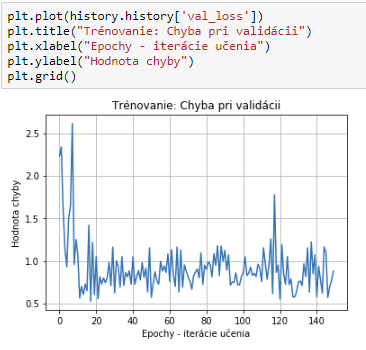 plt.plot(history.history['val_loss'])
plt.title("Trénovanie: Chyba pri validácii")
plt.xlabel("Epochy - iterácie učenia")
plt.ylabel("Hodnota chyby")
plt.grid()
Trénovanie: Chyba pri validácii
Hodnota chyby
2.5
2.0
1.5
1.0
0.5
0 20 40 60 80 100 120 140
Epochy - iterácie učenia